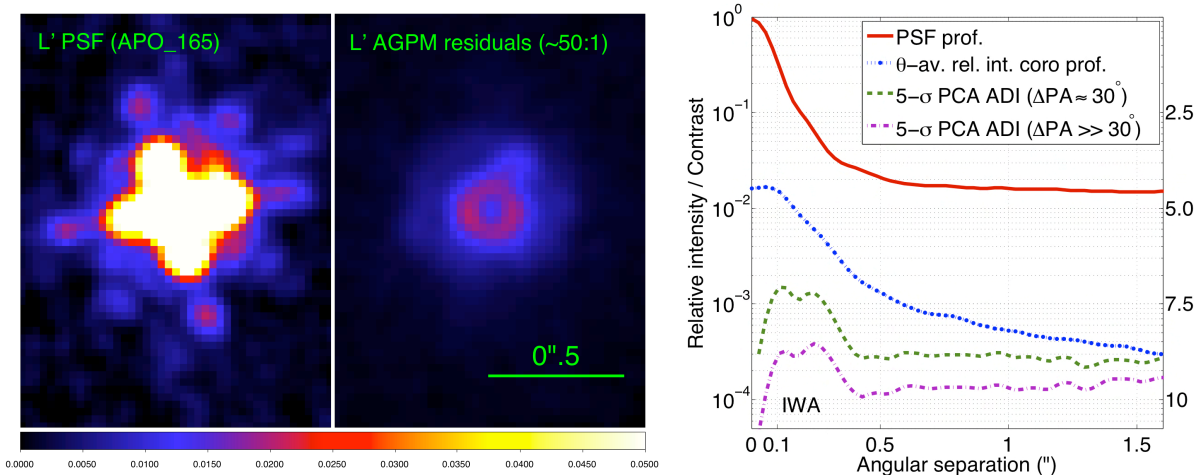 L' PSF (APO_165)
L' AGPM residuals (~50:1)
0".5
0.0000 0.0050 0.0100 0.0150 0.0200 0.0250 0.0300 0.0350 0.0400 0.0450 0.0500
Relative intensity / Contrast
10⁰
10⁻¹
10⁻²
10⁻³
10⁻⁴
PSF prof.
θ-av. rel. int. coro prof.
5-σ PCA ADI (ΔPA ≈ 30°)
5-σ PCA ADI (ΔPA >> 30°)
2.5
5.0
7.5
10
IWA
0 0.1 0.5 1 1.5
Angular separation (")